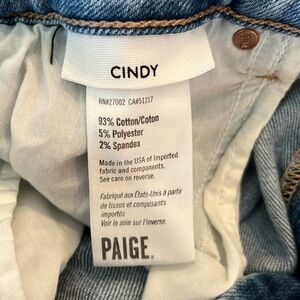 CINDY
RN#27002 CA#51217
93% Cotton/Coton
5% Polyester
2% Spandex
Made in the USA of Imported
fabric and components.
See care on reverse.
Fabriqué aux États-Unis à partir
de tissus et composants
importés
Voir le soin sur l'inverse.
PAIGE.